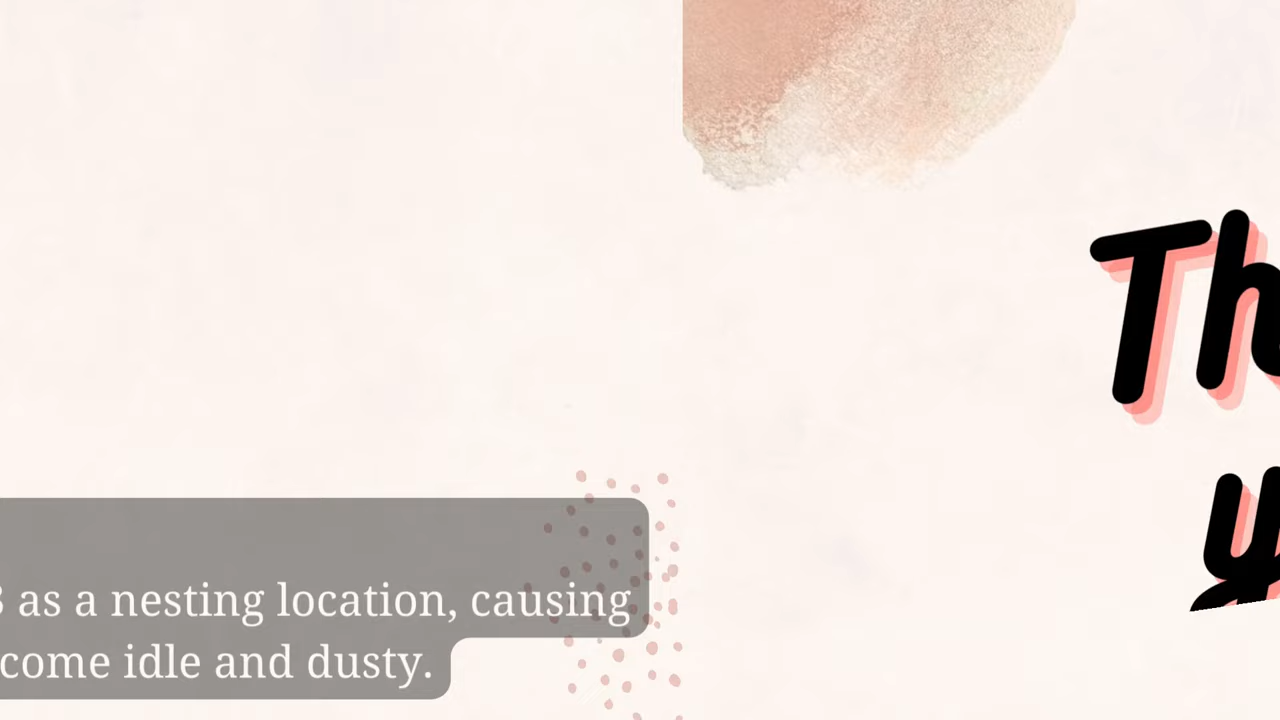 as a nesting location, causing
come idle and dusty.
Th
y